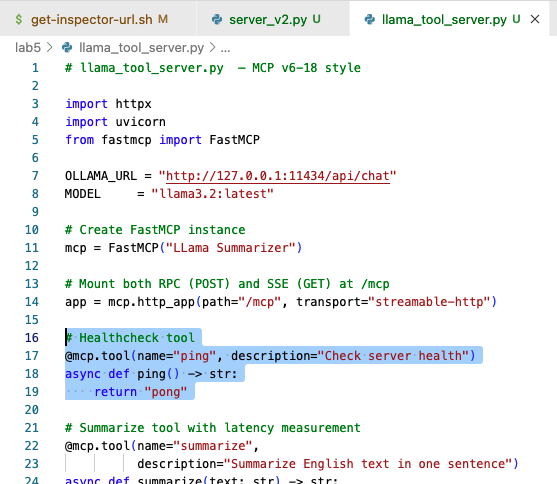 $ get-inspector-url.sh M
server_v2.py U
llama_tool_server.py U ×
lab5 > llama_tool_server.py > ...
1 # llama_tool_server.py – MCP v6-18 style
2
3 import httpx
4 import uvicorn
5 from fastmcp import FastMCP
6
7 OLLAMA_URL = "http://127.0.0.1:11434/api/chat"
8 MODEL     = "llama3.2:latest"
9
10 # Create FastMCP instance
11 mcp = FastMCP("LLama Summarizer")
12
13 # Mount both RPC (POST) and SSE (GET) at /mcp
14 app = mcp.http_app(path="/mcp", transport="streamable-http")
15
16 # Healthcheck tool
17 @mcp.tool(name="ping", description="Check server health")
18 async def ping() -> str:
19     return "pong"
20
21 # Summarize tool with latency measurement
22 @mcp.tool(name="summarize",
23           description="Summarize English text in one sentence")
24 async def summarize(text: str) -> str: